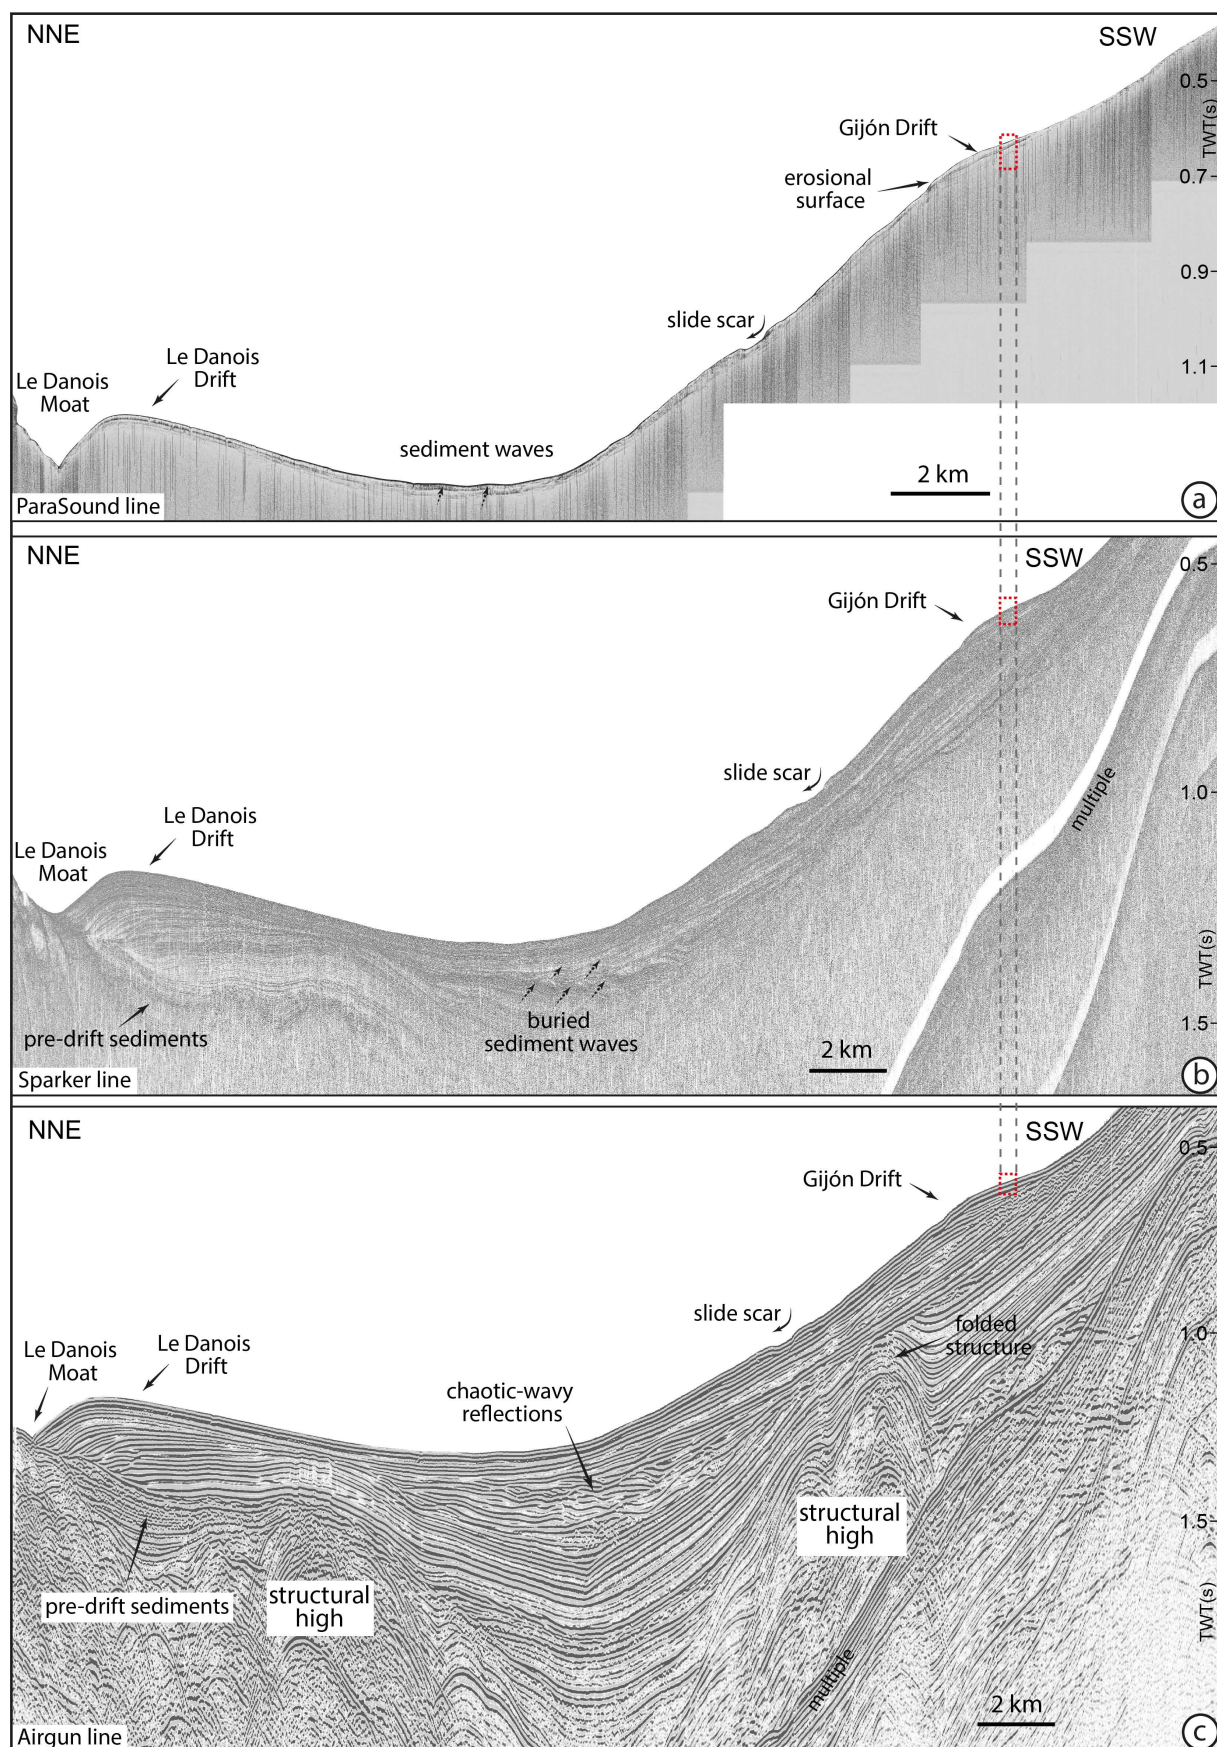 NNE
SSW
0.5
TWT(s)
Gijón Drift
0.7
erosional
surface
0.9
slide scar
Le Danois
Drift
1.1
Le Danois
Moat
sediment waves
2 km
ParaSound line
a
NNE
SSW
0.5
Gijón Drift
slide scar
1.0
multiple
Le Danois
Drift
Le Danois
Moat
TWT(s)
buried
sediment waves
1.5
pre-drift sediments
2 km
Sparker line
b
NNE
SSW
0.5
Gijón Drift
slide scar
folded
structure
1.0
Le Danois
Moat
Le Danois
Drift
chaotic-wavy
reflections
structural
high
1.5
pre-drift sediments
structural
high
TWT(s)
multiple
2 km
Airgun line
c